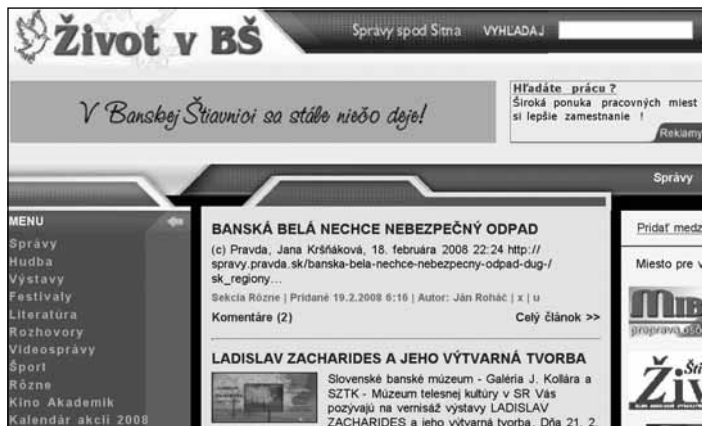 Život v BŠ
Správy spod Sitna
VYHĽADAJ
V Banskej Štiavnici sa stále niečo deje!
Hľadáte prácu ?
Široká ponuka pracovných miest
si lepšie zamestnanie !
Reklamy
Správy
MENU
Správy
Hudba
Výstavy
Festivaly
Literatúra
Rozhovory
Videosprávy
Šport
Rôzne
Kino Akademik
Kalendár akcií 2008
BANSKÁ BELÁ NECHCE NEBEZPEČNÝ ODPAD
(c) Pravda, Jana Kršňáková, 18. februára 2008 22:24 http://
spravy.pravda.sk/banska-bela-nechce-nebezpecny-odpad-dug-/
sk_regiony...
Sekcia Rôzne | Pridané 19.2.2008 6:16 | Autor: Ján Roháč | x | u
Komentáre (2)
Celý článok >>
LADISLAV ZACHARIDES A JEHO VÝTVARNÁ TVORBA
Slovenské banské múzeum - Galéria J. Kollára a
SZTK - Múzeum telesnej kultúry v SR Vás
pozývajú na vernisáž výstavy LADISLAV
ZACHARIDES a jeho výtvarná tvorba. Dňa 21. 2.
Pridať medz
Miesto pre v
MIB
Šti
Živ